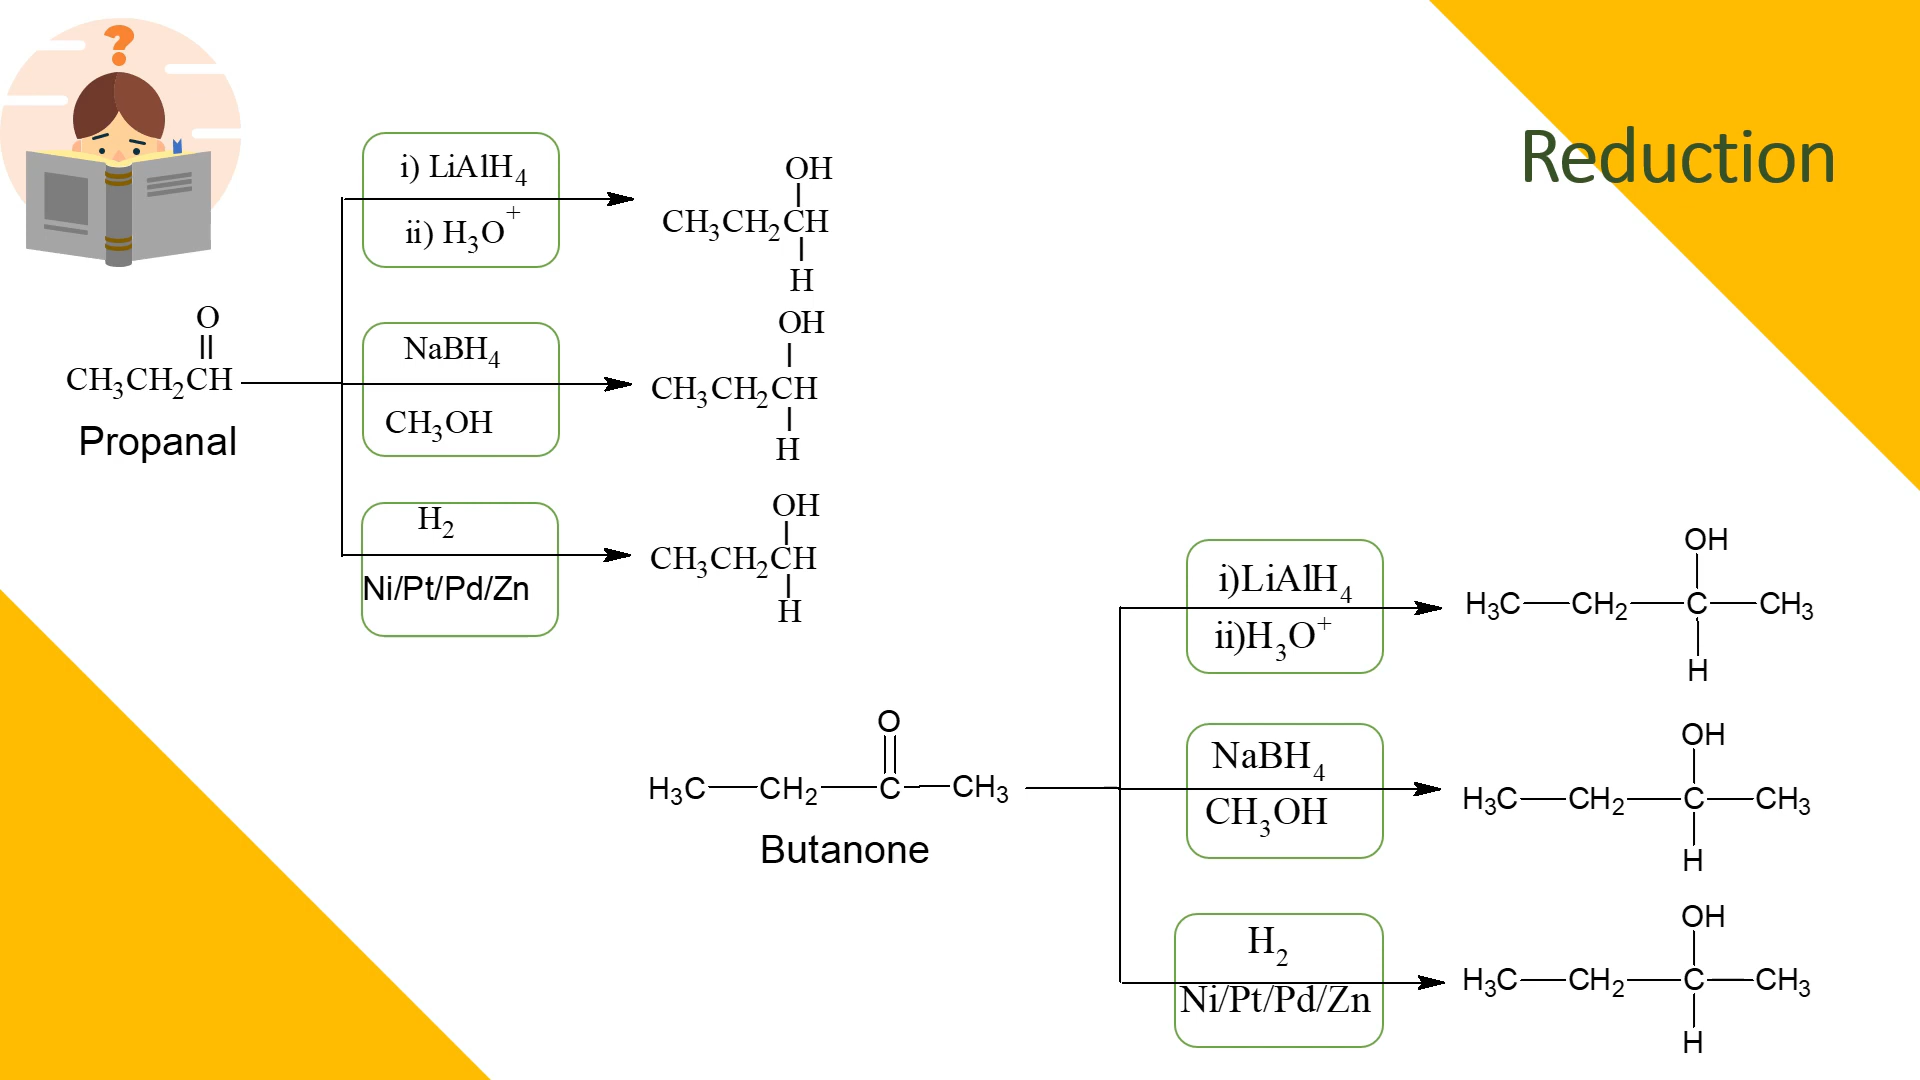 ?
Reduction
i) LiAlH₄
ii) H₃O⁺
OH
CH₃CH₂CH
H
O
CH₃CH₂CH
Propanal
NaBH₄
CH₃OH
OH
CH₃CH₂CH
H
H₂
Ni/Pt/Pd/Zn
OH
CH₃CH₂CH
H
O
H₃C CH₂ C CH₃
Butanone
i)LiAlH₄
ii)H₃O⁺
OH
H₃C CH₂ C CH₃
H
NaBH₄
CH₃OH
OH
H₃C CH₂ C CH₃
H
H₂
Ni/Pt/Pd/Zn
OH
H₃C CH₂ C CH₃
H